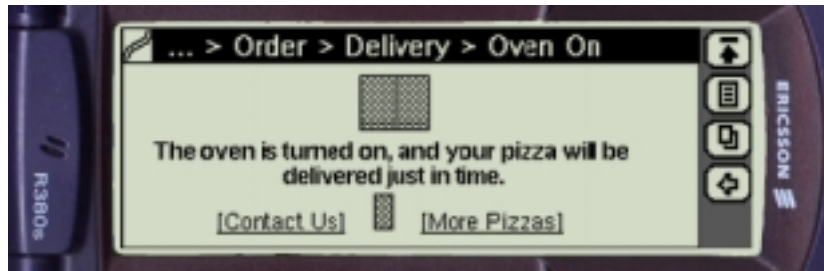 ... > Order > Delivery > Oven On
The oven is turned on, and your pizza will be
delivered just in time.
[Contact Us] [More Pizzas]
R380s
ERICSSON